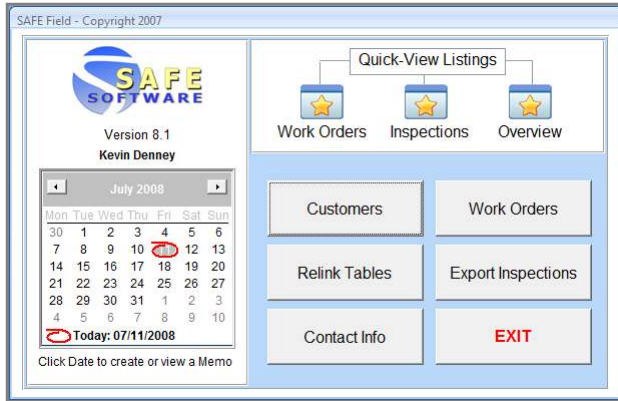 SAFE Field - Copyright 2007
SAFE
SOFTWARE
Version 8.1
Kevin Denney
July 2008
Mon Tue Wed Thu Fri Sat Sun
30 1 2 3 4 5 6
7 8 9 10 11 12 13
14 15 16 17 18 19 20
21 22 23 24 25 26 27
28 29 30 31 1 2 3
4 5 6 7 8 9 10
Today: 07/11/2008
Click Date to create or view a Memo
Quick-View Listings
Work Orders Inspections Overview
Customers Work Orders
Relink Tables Export Inspections
Contact Info EXIT